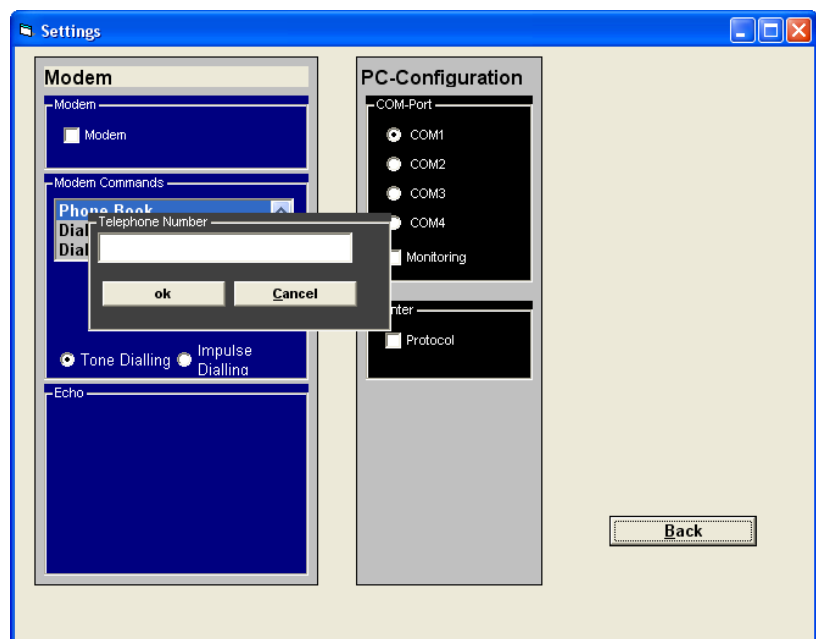 Settings
Modem
Modem
Modem
Modem Commands
Phone Book
Dial
Dial
Telephone Number
ok
Cancel
Tone Dialling
Impulse
Dialling
Echo
PC-Configuration
COM-Port
COM1
COM2
COM3
COM4
Monitoring
nter
Protocol
Back